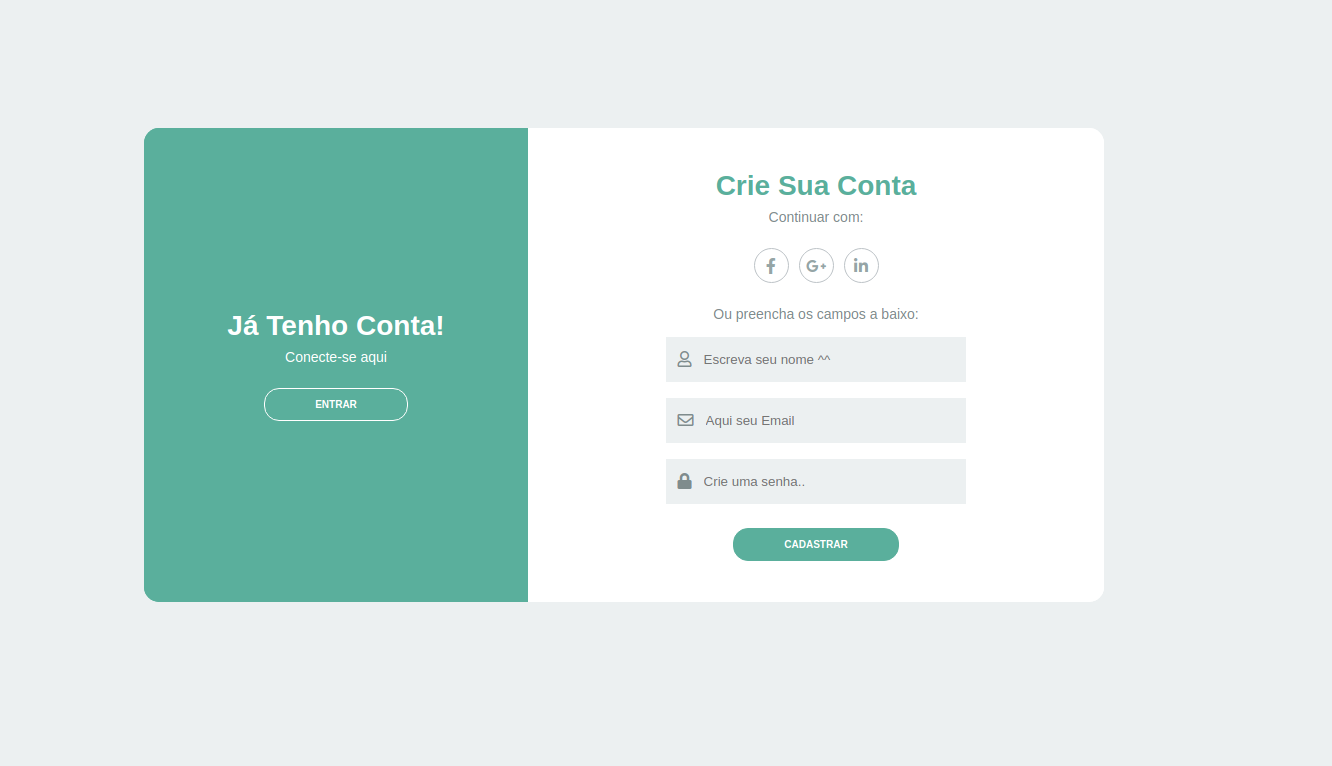 Já Tenho Conta!
Conecte-se aqui
ENTRAR
Crie Sua Conta
Continuar com:
Ou preencha os campos a baixo:
Escreva seu nome ^^
Aqui seu Email
Crie uma senha..
CADASTRAR